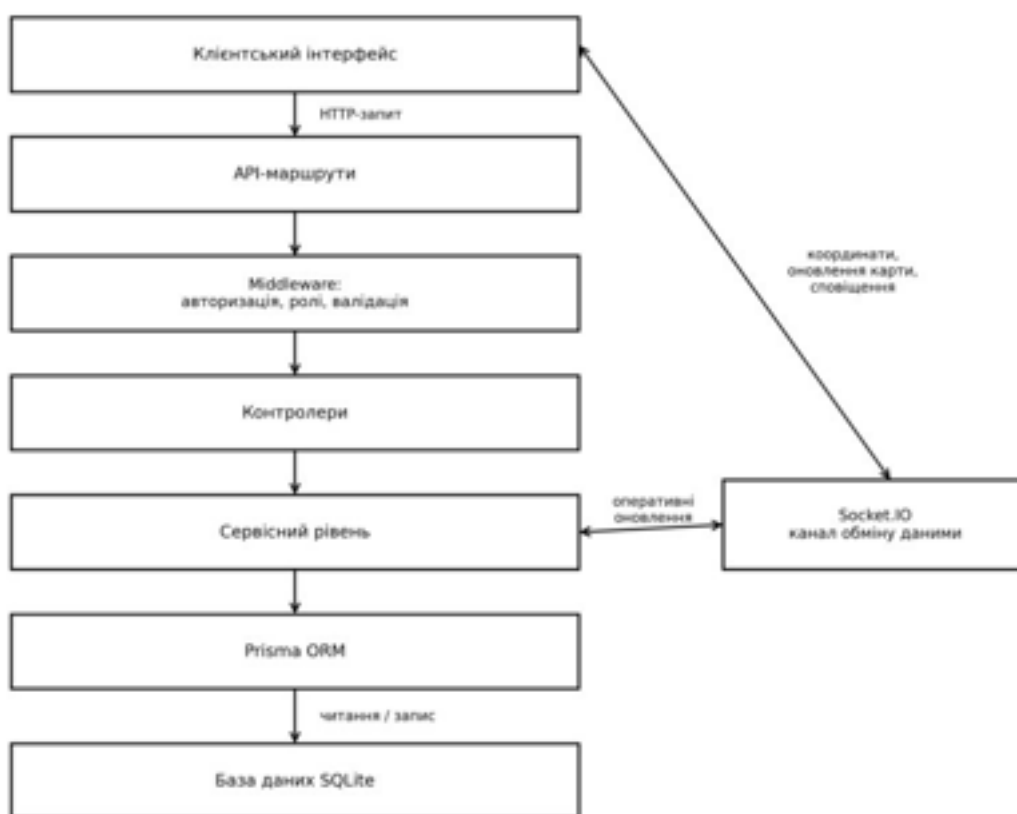 Клієнтський інтерфейс
HTTP-запит
API-маршрути
координати,
оновлення карти,
сповіщення
Middleware:
авторизація, ролі, валідація
Контролери
оперативні
оновлення
Socket.IO
канал обміну даними
Сервісний рівень
Prisma ORM
читання / запис
База даних SQLite